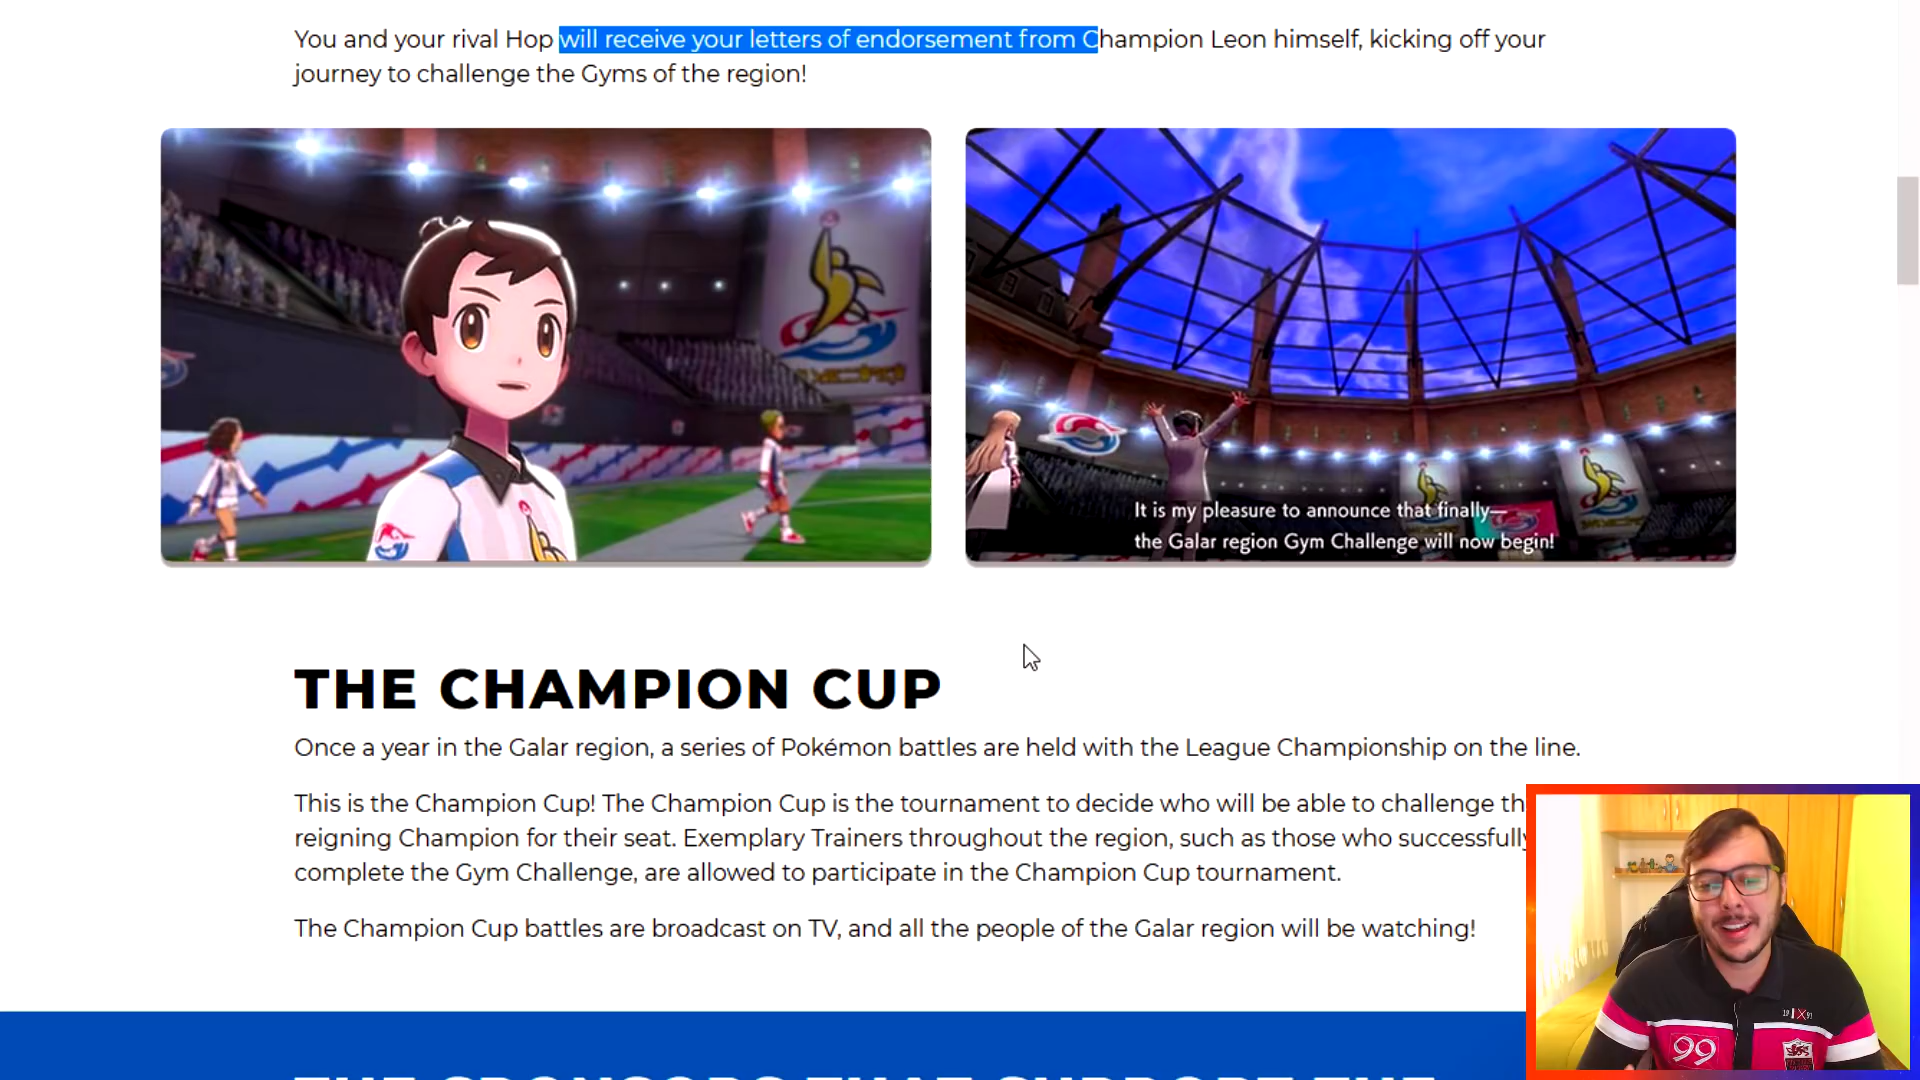 You and your rival Hop will receive your letters of endorsement from Champion Leon himself, kicking off your
journey to challenge the Gyms of the region!
It is my pleasure to announce that finally—
the Galar region Gym Challenge will now begin!
THE CHAMPION CUP
Once a year in the Galar region, a series of Pokémon battles are held with the League Championship on the line.
This is the Champion Cup! The Champion Cup is the tournament to decide who will be able to challenge th
reigning Champion for their seat. Exemplary Trainers throughout the region, such as those who successfully
complete the Gym Challenge, are allowed to participate in the Champion Cup tournament.
The Champion Cup battles are broadcast on TV, and all the people of the Galar region will be watching!
THE SPONSORS THAT SUPPORT THE
99